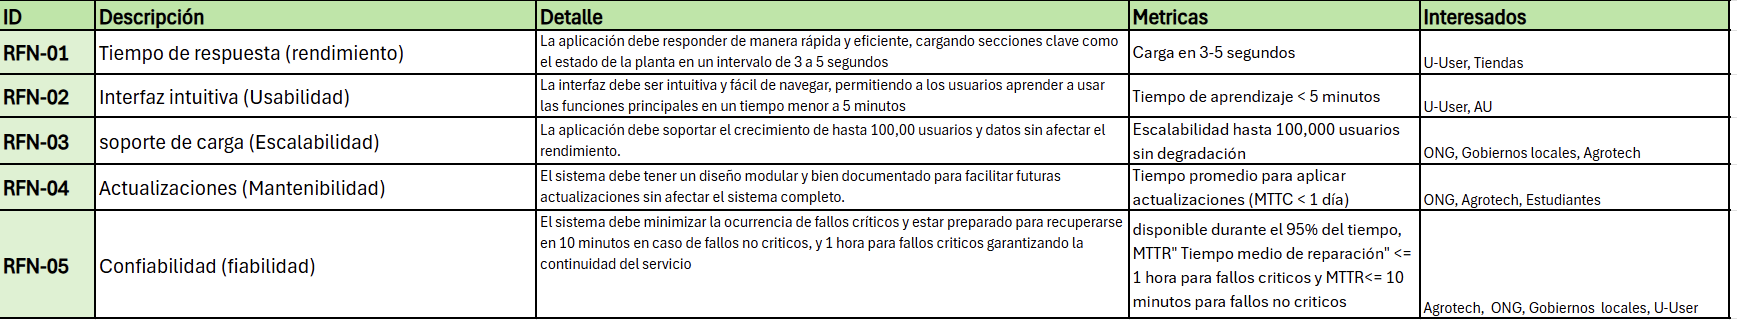 ID Descripción Detalle Metricas Interesados
RFN-01 Tiempo de respuesta (rendimiento)
La aplicación debe responder de manera rápida y eficiente, cargando secciones clave como
el estado de la planta en un intervalo de 3 a 5 segundos
Carga en 3-5 segundos
U-User, Tiendas
RFN-02 Interfaz intuitiva (Usabilidad)
La interfaz debe ser intuitiva y fácil de navegar, permitiendo a los usuarios aprender a usar
las funciones principales en un tiempo menor a 5 minutos
Tiempo de aprendizaje < 5 minutos
U-User, AU
RFN-03 soporte de carga (Escalabilidad)
La aplicación debe soportar el crecimiento de hasta 100,00 usuarios y datos sin afectar el
rendimiento.
Escalabilidad hasta 100,000 usuarios
sin degradación
ONG, Gobiernos locales, Agrotech
RFN-04 Actualizaciones (Mantenibilidad)
El sistema debe tener un diseño modular y bien documentado para facilitar futuras
actualizaciones sin afectar el sistema completo.
Tiempo promedio para aplicar
actualizaciones (MTTC < 1 día)
ONG, Agrotech, Estudiantes
RFN-05 Confiabilidad (fiabilidad)
El sistema debe minimizar la ocurrencia de fallos críticos y estar preparado para recuperarse
en 10 minutos en caso de fallos no criticos, y 1 hora para fallos criticos garantizando la
continuidad del servicio
disponible durante el 95% del tiempo,
MTTR" Tiempo medio de reparación" <=
1 hora para fallos criticos y MTTR<= 10
minutos para fallos no criticos
Agrotech, ONG, Gobiernos locales, U-User